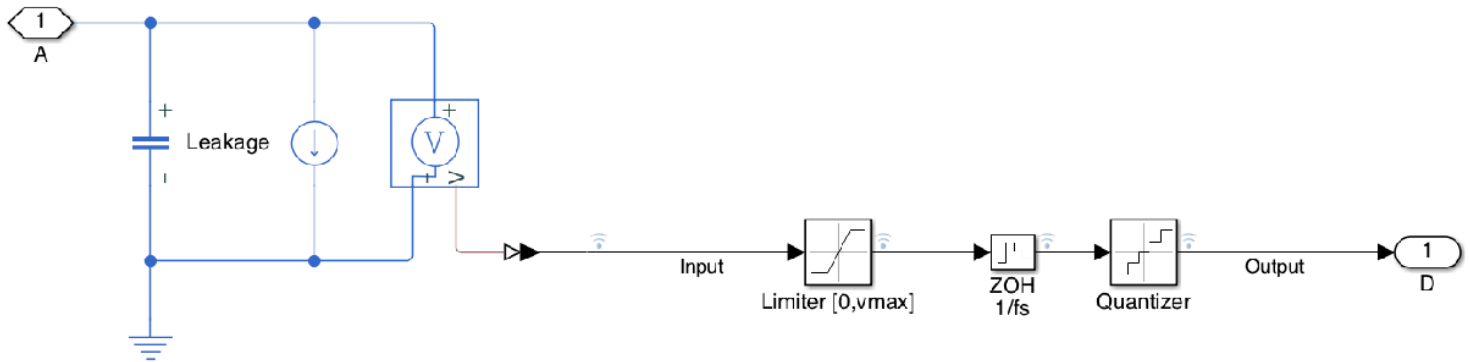 1
A
+
-
Leakage
+
V
+
V
Input
Limiter [0,vmax]
ZOH
1/fs
Quantizer
Output
1
D